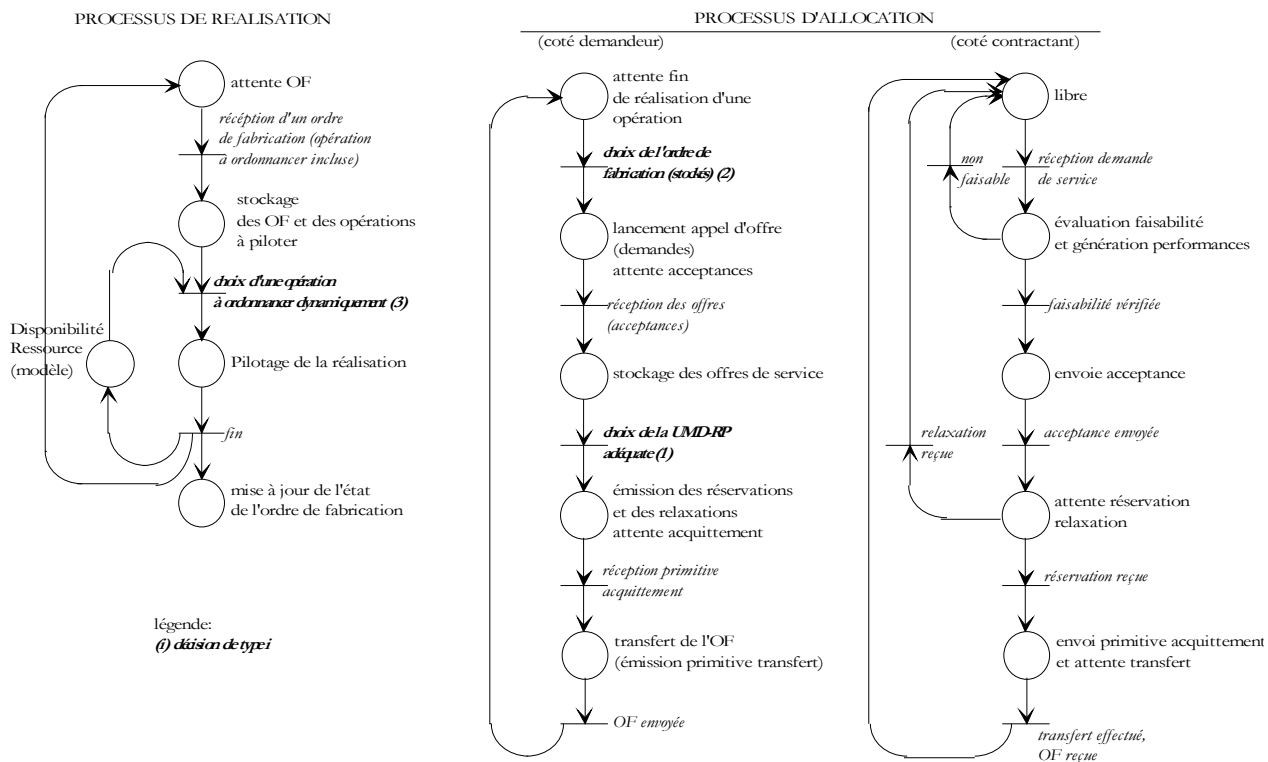 PROCESSUS DE REALISATION
attente OF
récéption d'un ordre
de fabrication (opération
à ordonnancer incluse)
stockage
des OF et des opérations
à piloter
choix d'une opération
à ordonnancer dynamiquement (3)
Disponibilité
Ressource
(modèle)
Pilotage de la réalisation
fin
mise à jour de l'état
de l'ordre de fabrication
légende:
(i) décision de type i
PROCESSUS D'ALLOCATION
(coté demandeur)
attente fin
de réalisation d'une
opération
choix de l'ordre de
fabrication (stockés) (2)
lancement appel d'offre
(demandes)
attente acceptances
réception des offres
(acceptances)
stockage des offres de service
choix de la UMD-RP
adéquate (1)
émission des réservations
et des relaxations
attente acquittement
réception primitive
acquittement
transfert de l'OF
(émission primitive transfert)
OF envoyée
(coté contractant)
libre
non
faisable
réception demande
de service
évaluation faisabilité
et génération performances
faisabilité vérifiée
envoie acceptance
relaxation
reçue
acceptance envoyée
attente réservation
relaxation
réservation reçue
envoi primitive acquittement
et attente transfert
transfert effectué,
OF reçue